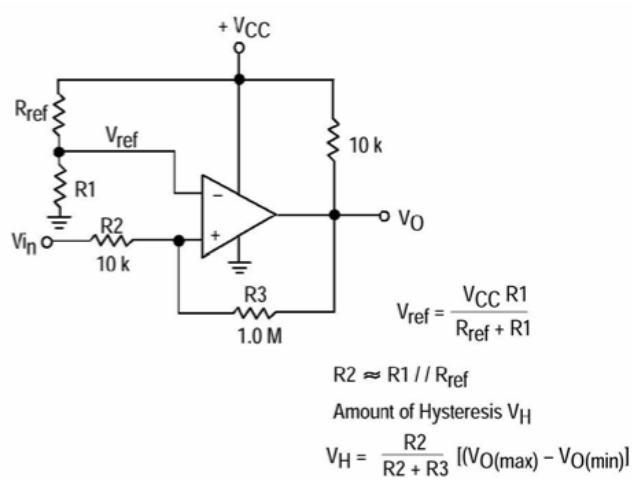 + VCC
Rref
Vref
10 k
R1
–
Vin
R2
+
VO
10 k
R3
1.0 M
Vref = VCC R1 / Rref + R1
R2 ≈ R1 // Rref
Amount of Hysteresis VH
VH = R2 / R2 + R3 [(VO(max) – VO(min)]